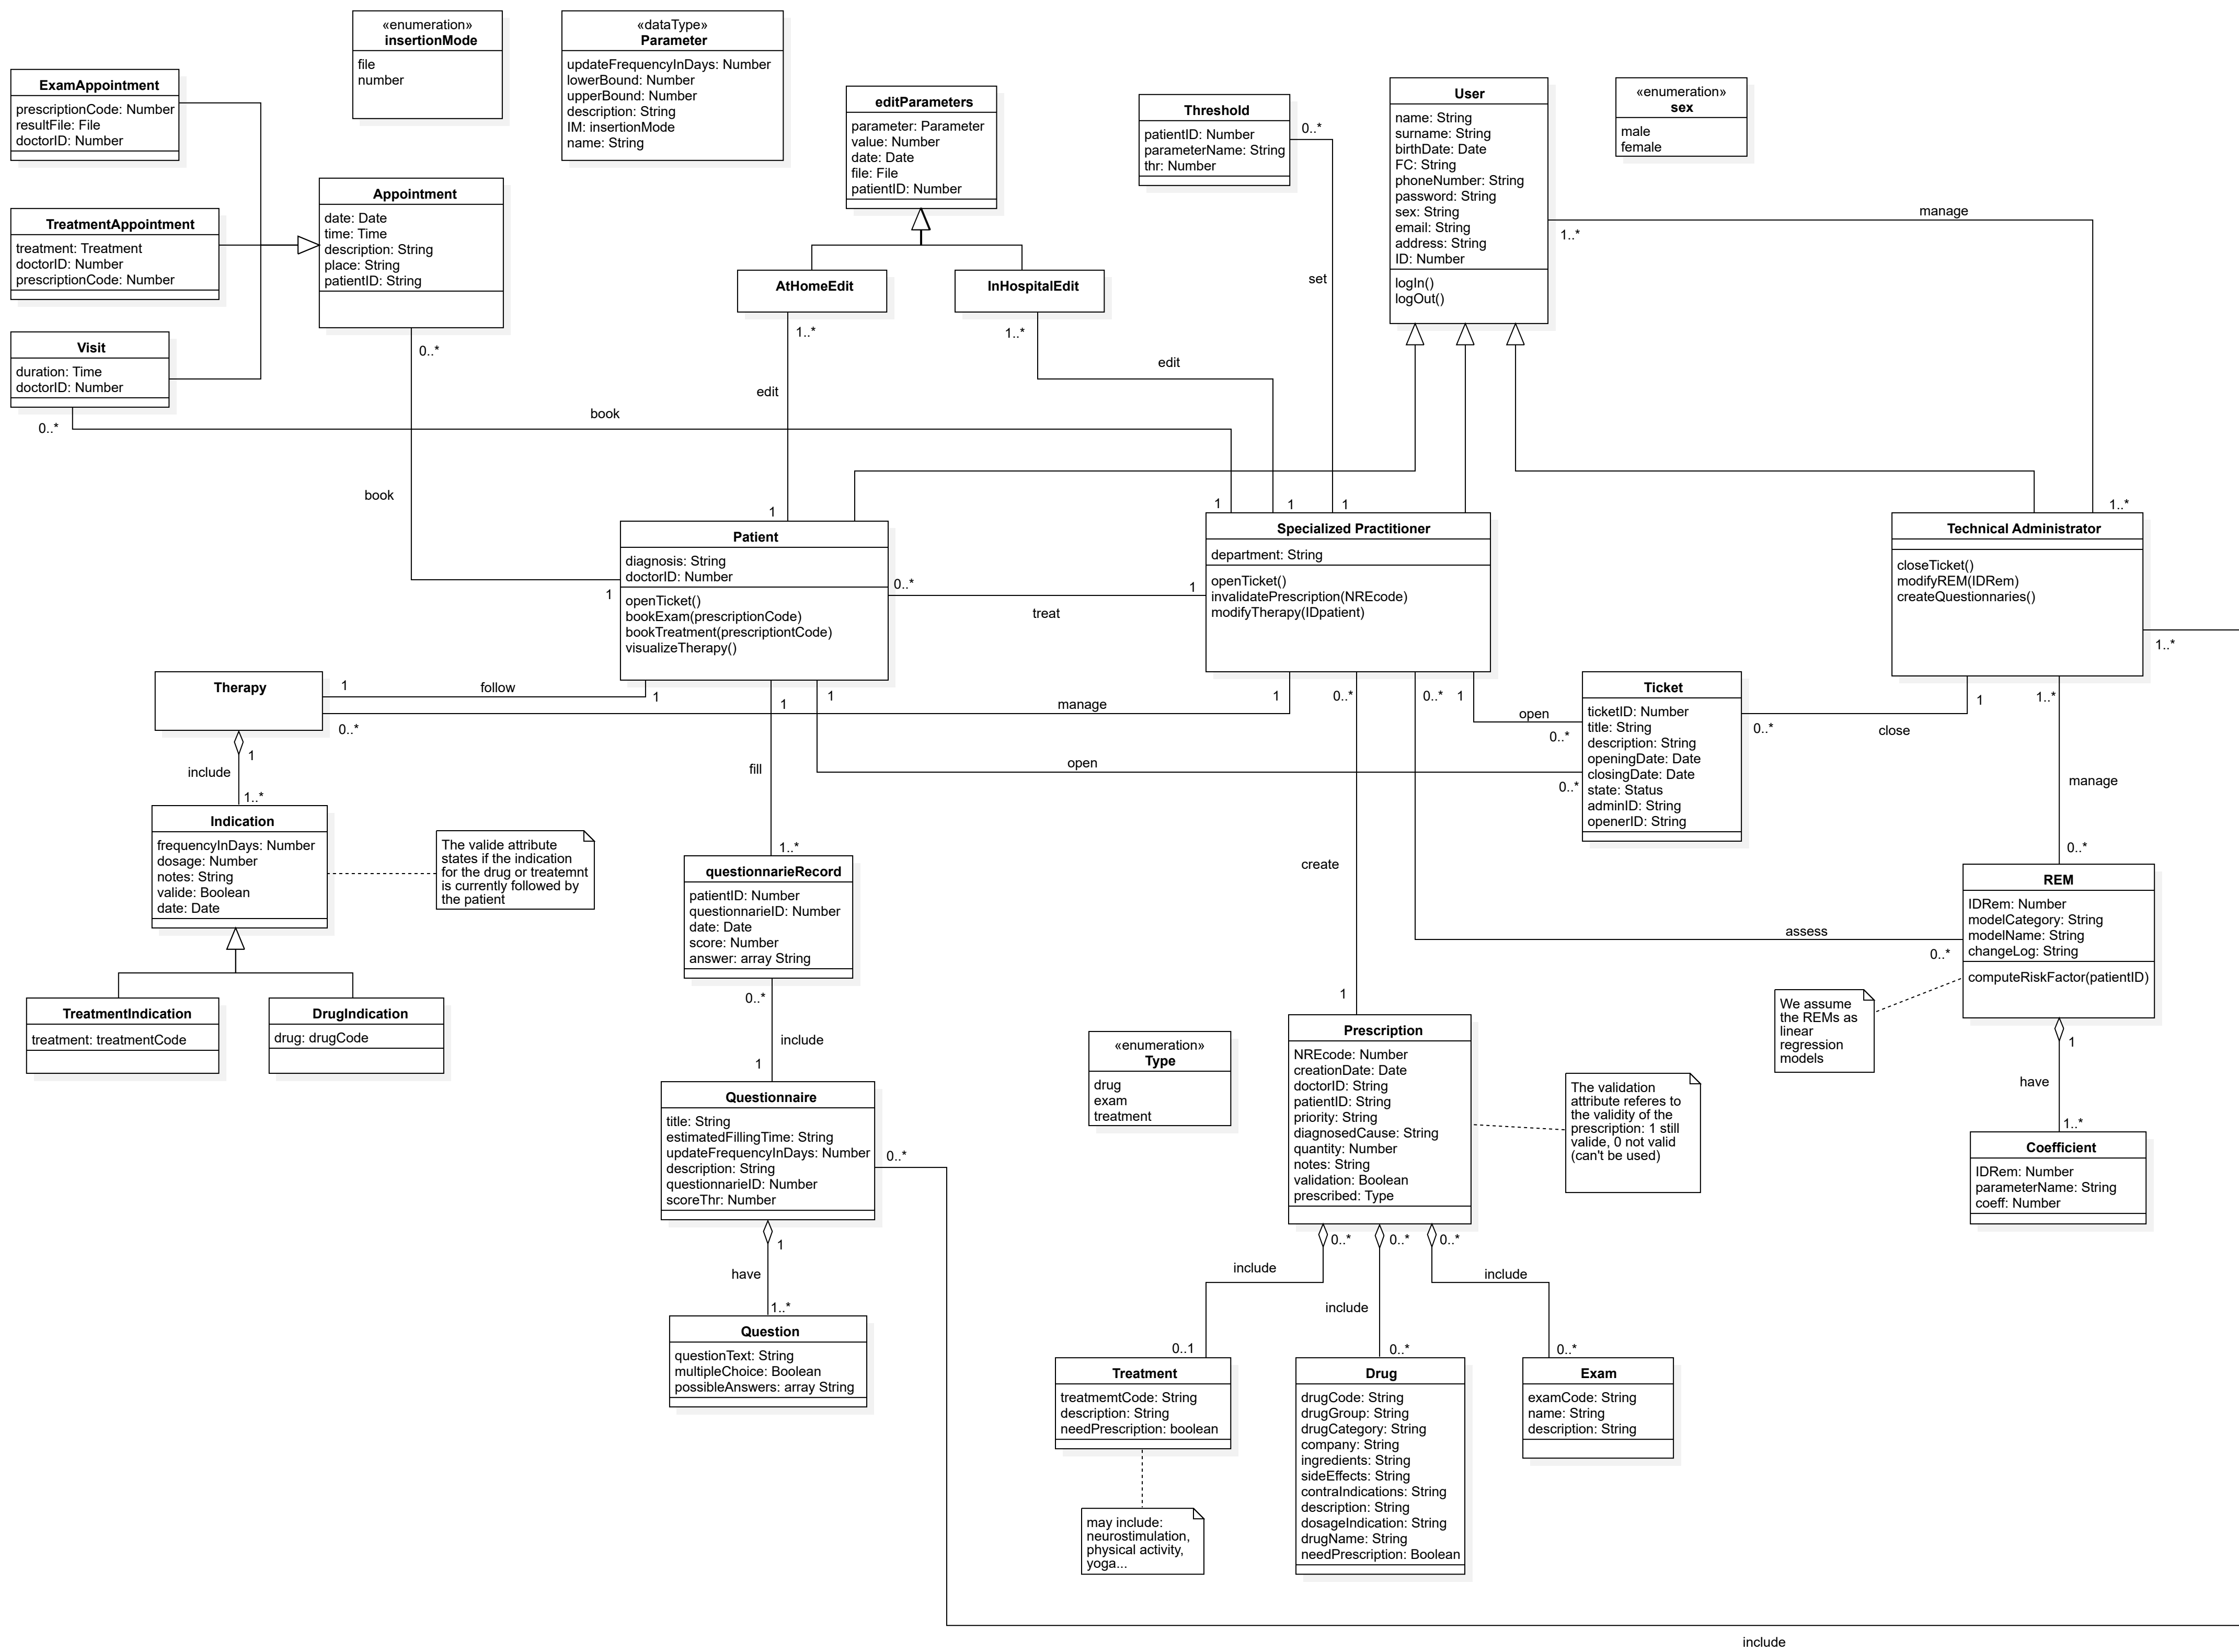 «enumeration»
insertionMode
file
number
«dataType»
Parameter
updateFrequencyInDays: Number
lowerBound: Number
upperBound: Number
description: String
IM: insertionMode
name: String
ExamAppointment
prescriptionCode: Number
resultFile: File
doctorID: Number
TreatmentAppointment
treatment: Treatment
doctorID: Number
prescriptionCode: Number
Visit
duration: Time
doctorID: Number
0..*
book
Appointment
date: Date
time: Time
description: String
place: String
patientID: String
0..*
book
editParameters
parameter: Parameter
value: Number
date: Date
file: File
patientID: Number
AtHomeEdit
1..*
edit
1
InHospitalEdit
1..*
edit
Threshold
patientID: Number
parameterName: String
thr: Number
0..*
set
User
name: String
surname: String
birthDate: Date
FC: String
phoneNumber: String
password: String
sex: String
email: String
address: String
ID: Number
logIn()
logOut()
«enumeration»
sex
male
female
manage
1..*
1..*
1
1
1
Patient
diagnosis: String
doctorID: Number
openTicket()
bookExam(prescriptionCode)
bookTreatment(prescriptiontCode)
visualizeTherapy()
1
0..*
treat
1
Specialized Practitioner
department: String
openTicket()
invalidatePrescription(NREcode)
modifyTherapy(IDpatient)
Technical Administrator
closeTicket()
modifyREM(IDRem)
createQuestionnaries()
1..*
Therapy
1
follow
1
0..*
manage
1
1
include
1..*
Indication
frequencyInDays: Number
dosage: Number
notes: String
valide: Boolean
date: Date
The valide attribute
states if the indication
for the drug or treatemnt
is currently followed by
the patient
TreatmentIndication
treatment: treatmentCode
DrugIndication
drug: drugCode
1
fill
1..*
1
open
0..*
questionnarieRecord
patientID: Number
questionnarieID: Number
date: Date
score: Number
answer: array String
0..*
include
1
Questionnaire
title: String
estimatedFillingTime: String
updateFrequencyInDays: Number
description: String
questionnarieID: Number
scoreThr: Number
0..*
1
have
1..*
Question
questionText: String
multipleChoice: Boolean
possibleAnswers: array String
0..*
create
1
0..*
assess
0..*
1
open
0..*
Ticket
ticketID: Number
title: String
description: String
openingDate: Date
closingDate: Date
state: Status
adminID: String
openerID: String
0..*
close
1
1..*
manage
0..*
REM
IDRem: Number
modelCategory: String
modelName: String
changeLog: String
computeRiskFactor(patientID)
We assume
the REMs as
linear
regression
models
1
have
1..*
Coefficient
IDRem: Number
parameterName: String
coeff: Number
«enumeration»
Type
drug
exam
treatment
Prescription
NREcode: Number
creationDate: Date
doctorID: String
patientID: String
priority: String
diagnosedCause: String
quantity: Number
notes: String
validation: Boolean
prescribed: Type
The validation
attribute referes to
the validity of the
prescription: 1 still
valide, 0 not valid
(can't be used)
0..*
0..*
0..*
include
include
include
0..1
0..*
0..*
Treatment
treatmemtCode: String
description: String
needPrescription: boolean
may include:
neurostimulation,
physical activity,
yoga...
Drug
drugCode: String
drugGroup: String
drugCategory: String
company: String
ingredients: String
sideEffects: String
contraIndications: String
description: String
dosageIndication: String
drugName: String
needPrescription: Boolean
Exam
examCode: String
name: String
description: String
include